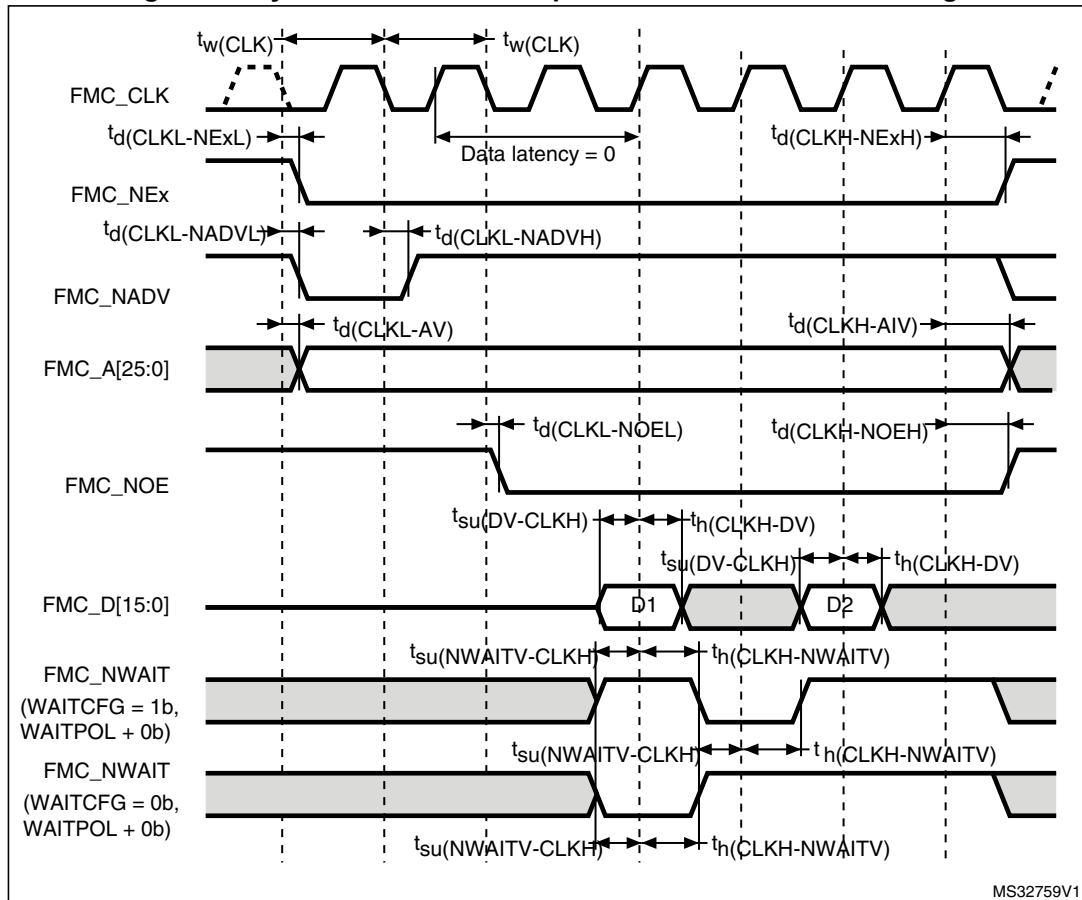 tw(CLK) tw(CLK)
FMC_CLK
td(CLKL-NExL) Data latency = 0 td(CLKH-NExH)
FMC_NEx
td(CLKL-NADVL) td(CLKL-NADVH)
FMC_NADV
td(CLKL-AV) td(CLKH-AIV)
FMC_A[25:0]
td(CLKL-NOEL) td(CLKH-NOEH)
FMC_NOE
tsu(DV-CLKH) th(CLKH-DV)
tsu(DV-CLKH) th(CLKH-DV)
FMC_D[15:0] D1 D2
tsu(NWAITV-CLKH) th(CLKH-NWAITV)
FMC_NWAIT
(WAITCFG = 1b,
WAITPOL + 0b)
tsu(NWAITV-CLKH) t h(CLKH-NWAITV)
FMC_NWAIT
(WAITCFG = 0b,
WAITPOL + 0b)
tsu(NWAITV-CLKH) th(CLKH-NWAITV)
MS32759V1